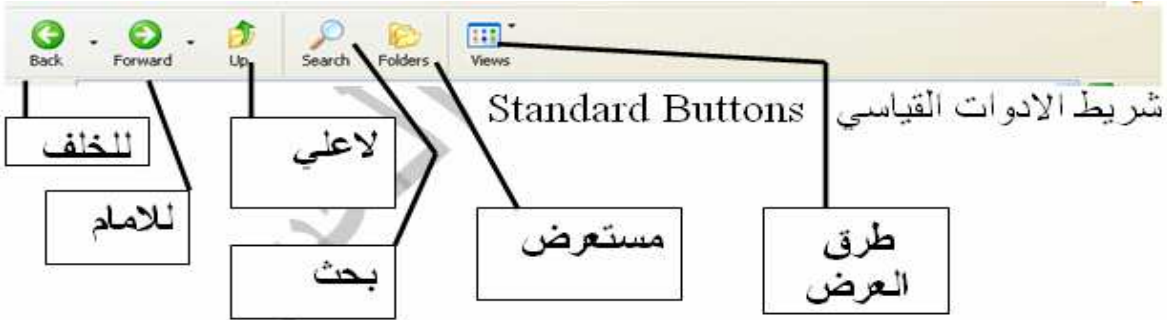 Back Forward Up Search Folders Views
شريط الادوات القياسي Standard Buttons
للخلف
لاعلي
للامام
مستعرض
طرق
العرض
بحث